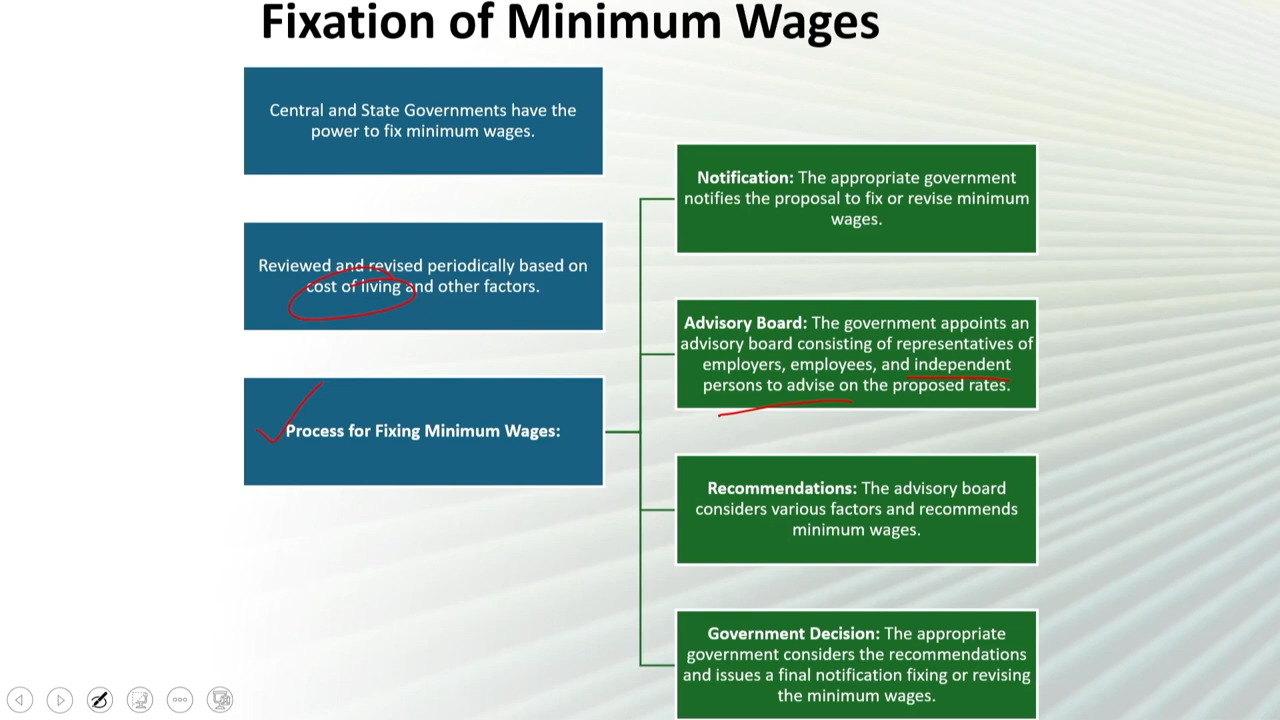 Fixation of Minimum Wages
Central and State Governments have the
power to fix minimum wages.
Reviewed and revised periodically based on
cost of living and other factors.
Process for Fixing Minimum Wages:
Notification: The appropriate government
notifies the proposal to fix or revise minimum
wages.
Advisory Board: The government appoints an
advisory board consisting of representatives of
employers, employees, and independent
persons to advise on the proposed rates.
Recommendations: The advisory board
considers various factors and recommends
minimum wages.
Government Decision: The appropriate
government considers the recommendations
and issues a final notification fixing or revising
the minimum wages.